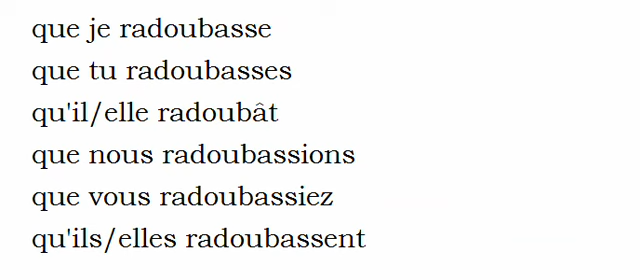 que je radoubasse
que tu radoubasses
qu'il/elle radoubât
que nous radoubassions
que vous radoubassiez
qu'ils/elles radoubassent